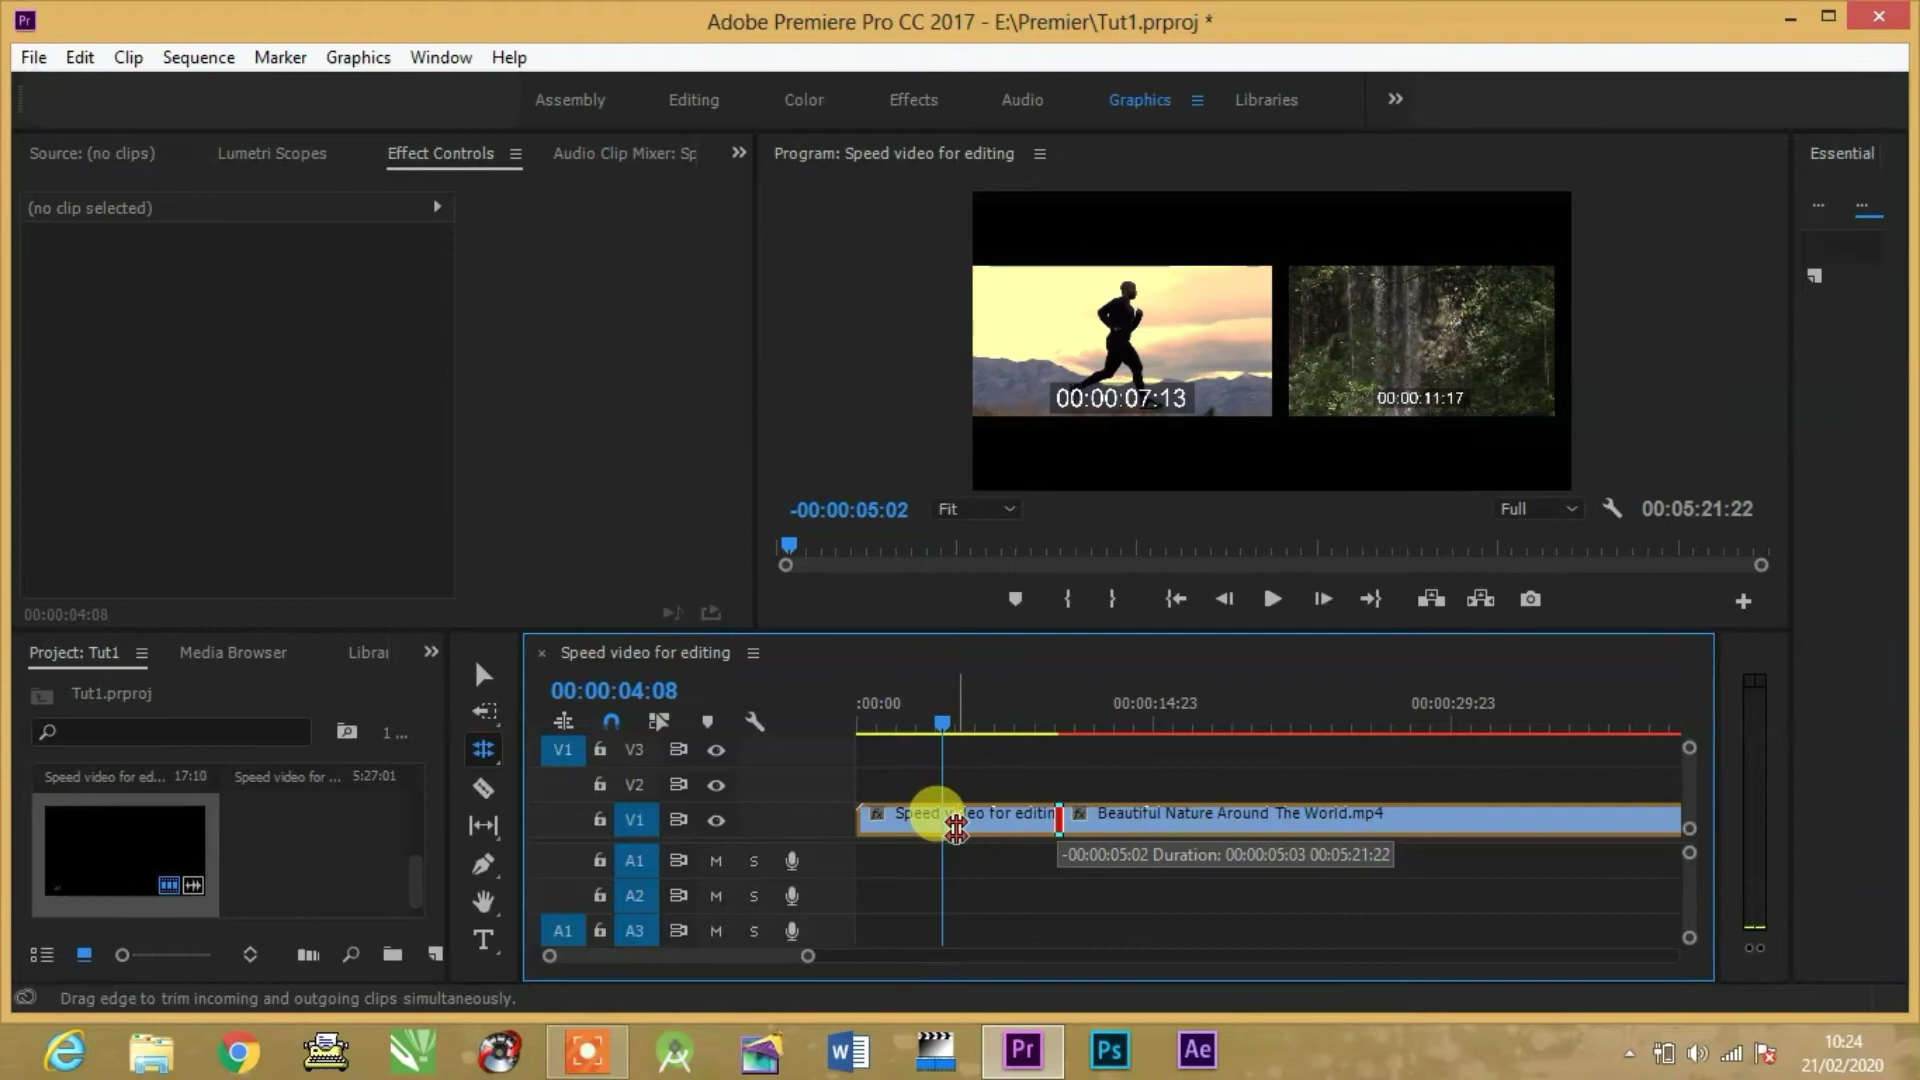 Pr
Adobe Premiere Pro CC 2017 - E:\Premier\Tut1.prproj *
File Edit Clip Sequence Marker Graphics Window Help
Assembly Editing Color Effects Audio Graphics Libraries
Source: (no clips) Lumetri Scopes Effect Controls Audio Clip Mixer: Sp
Program: Speed video for editing
Essential
(no clip selected)
00:00:07:13
00:00:11:17
-00:00:05:02 Fit Full 00:05:21:22
00:00:04:08
Project: Tut1 Media Browser Librai
Tut1.prproj
1 ...
Speed video for ed... 17:10 Speed video for ... 5:27:01
Speed video for editing
00:00:04:08
:00:00 00:00:14:23 00:00:29:23
V1 V3
V2
V1
Beautiful Nature Around The World.mp4
-00:00:05:02 Duration: 00:00:05:03 00:05:21:22
A1 M S
A2 M S
A1 A3 M S
T
Drag edge to trim incoming and outgoing clips simultaneously.
W Pr Ps Ae
10:24
21/02/2020